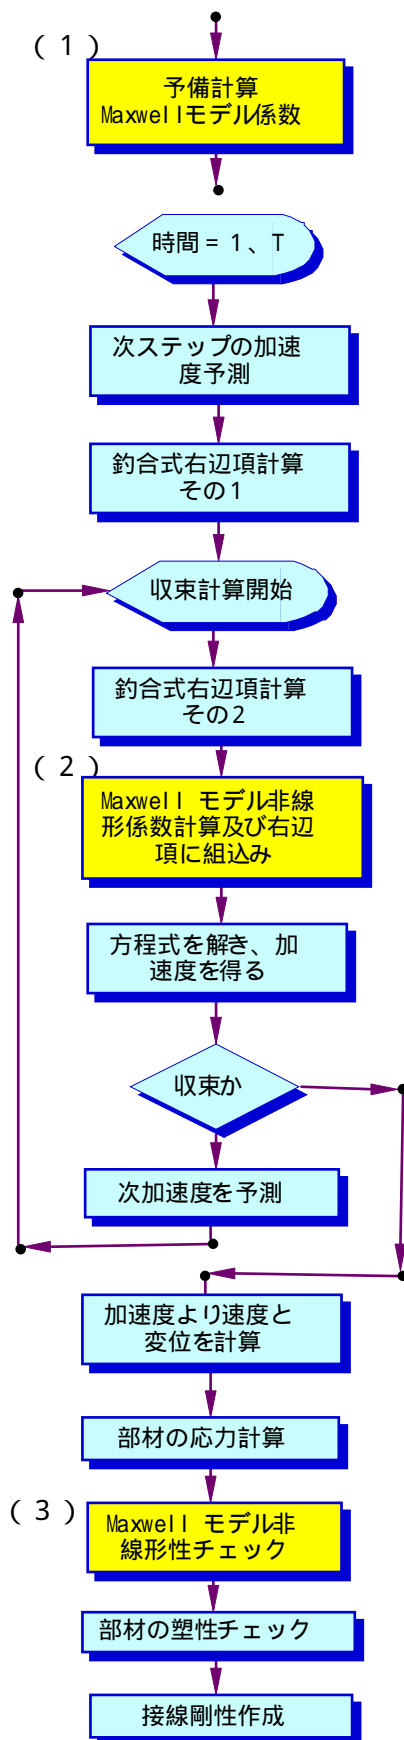 (1)
予備計算
Maxwellモデル係数
時間=1、T
次ステップの加速
度予測
釣合式右辺項計算
その1
収束計算開始
釣合式右辺項計算
その2
(2)
Maxwell モデル非線
形係数計算及び右辺
項に組込み
方程式を解き、加
速度を得る
収束か
次加速度を予測
加速度より速度と
変位を計算
部材の応力計算
(3)
Maxwell モデル非
線形性チェック
部材の塑性チェック
接線剛性作成